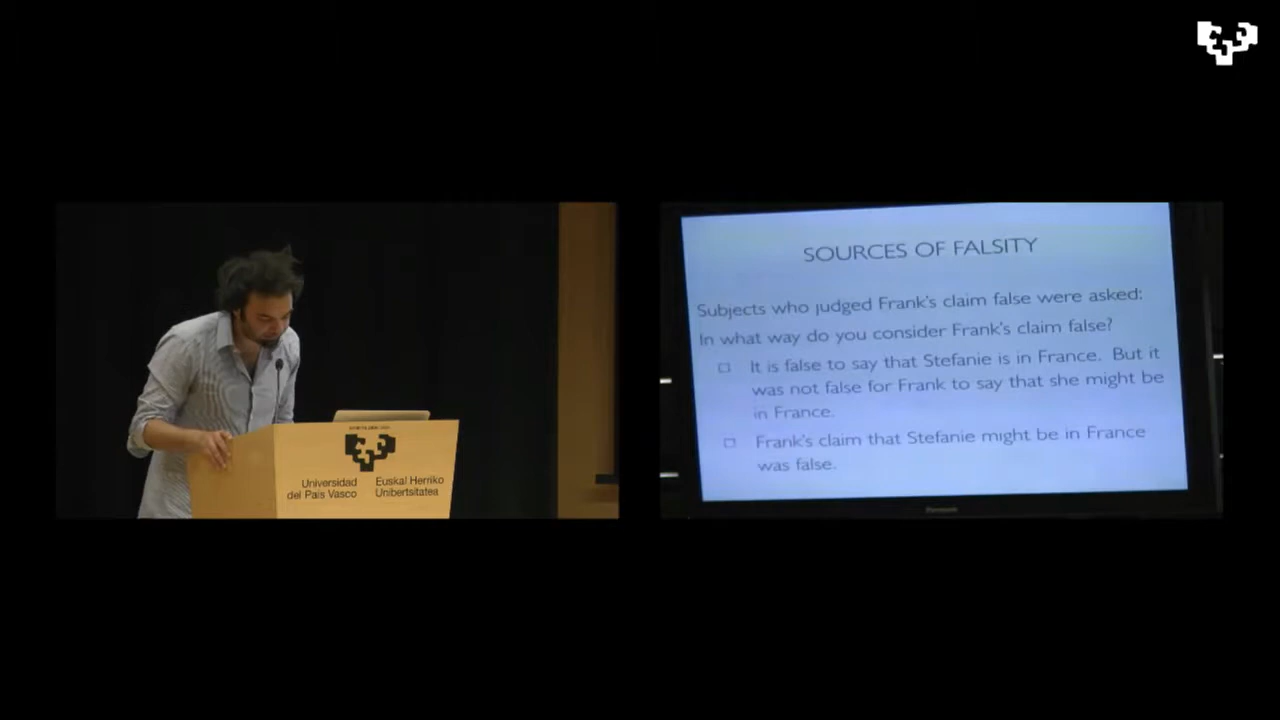 SOURCES OF FALSITY
Subjects who judged Frank's claim false were asked:
In what way do you consider Frank's claim false?
It is false to say that Stefanie is in France. But it
was not false for Frank to say that she might be
in France.
Frank's claim that Stefanie might be in France
was false.
Universidad
del País Vasco
Euskal Herriko
Unibertsitatea
Panasonic